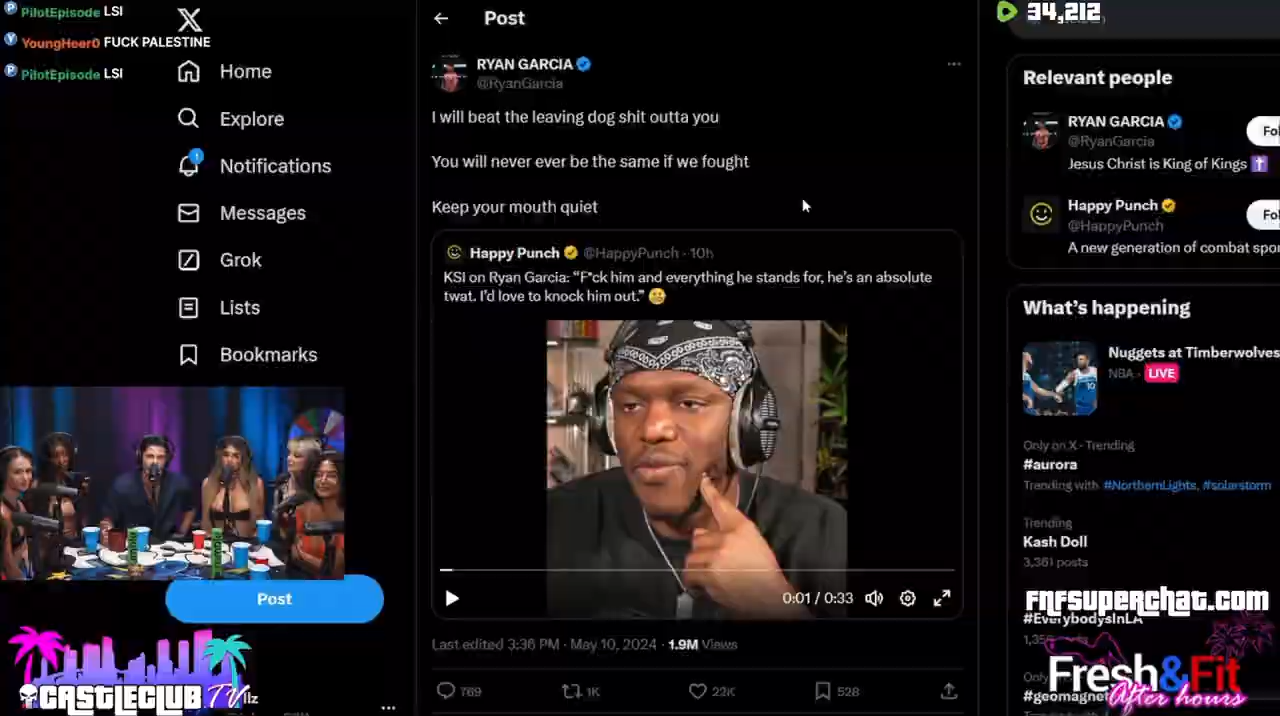 PilotEpisode LSI
YoungHeer0 FUCK PALESTINE
PilotEpisode LSI
Home
Explore
Notifications
1
Messages
Grok
Lists
Bookmarks
Post
CASTLECLUB.TV
Post
RYAN GARCIA
@RyanGarcia
I will beat the leaving dog shit outta you
You will never ever be the same if we fought
Keep your mouth quiet
Happy Punch @HappyPunch · 10h
KSI on Ryan Garcia: “F*ck him and everything he stands for, he’s an absolute
twat. I’d love to knock him out.” 😬
0:01 / 0:33
Last edited 3:36 PM · May 10, 2024 · 1.9M Views
769 1K 22K 528
34,212
Relevant people
RYAN GARCIA
@RyanGarcia
Jesus Christ is King of Kings ✝️
Fol
Happy Punch
@HappyPunch
A new generation of combat spo
Fol
What’s happening
Nuggets at Timberwolves
NBA · LIVE
Only on X · Trending
#aurora
Trending with #NorthernLights, #solarstorm
Trending
Kash Doll
3,361 posts
FNFSUPERCHAT.COM
#EverybodysInLA
Fresh&Fit
#geomagne
After hours